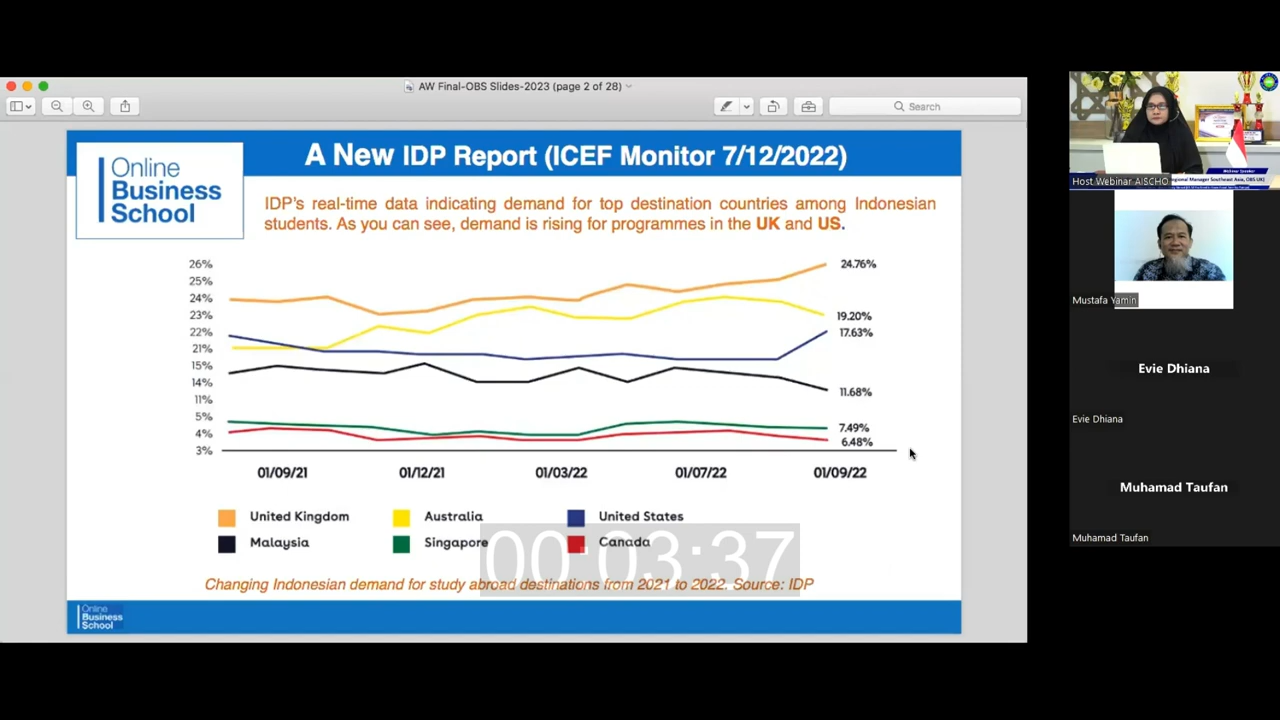 AW Final-OBS Slides-2023 (page 2 of 28)
Search
Online
Business
School
A New IDP Report (ICEF Monitor 7/12/2022)
IDP's real-time data indicating demand for top destination countries among Indonesian
students. As you can see, demand is rising for programmes in the UK and US.
26%
25%
24%
23%
22%
21%
15%
14%
11%
5%
4%
3%
24.76%
19.20%
17.63%
11.68%
7.49%
6.48%
01/09/21 01/12/21 01/03/22 01/07/22 01/09/22
United Kingdom Australia United States
Malaysia Singapore Canada
00:03:37
Changing Indonesian demand for study abroad destinations from 2021 to 2022. Source: IDP
Online
Business
School
Host Webinar AISCHO
Mustafa Yamin
Evie Dhiana
Evie Dhiana
Muhamad Taufan
Muhamad Taufan